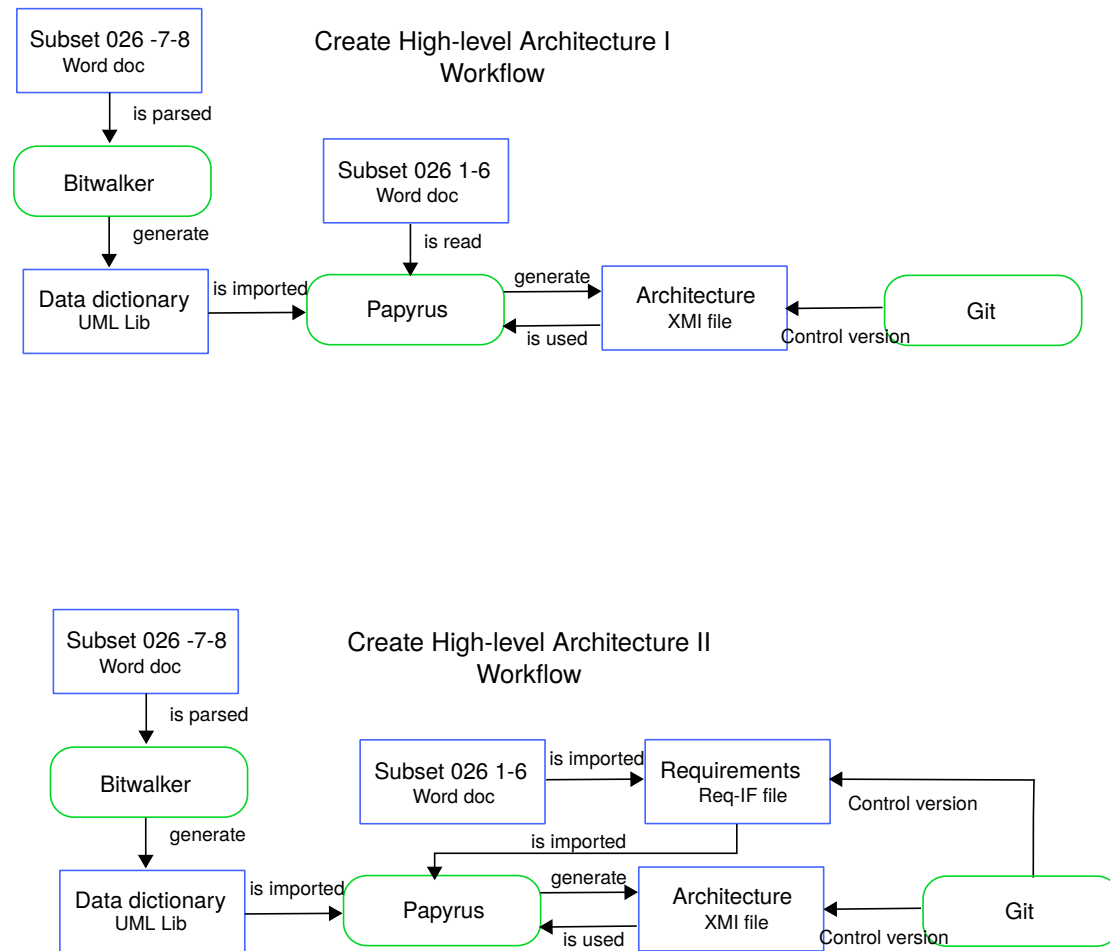 Subset 026 -7-8
Word doc
Create High-level Architecture I
Workflow
is parsed
Bitwalker
Subset 026 1-6
Word doc
generate
is read
Data dictionary
UML Lib
is imported
Papyrus
generate
is used
Architecture
XMI file
Control version
Git
Subset 026 -7-8
Word doc
Create High-level Architecture II
Workflow
is parsed
Bitwalker
Subset 026 1-6
Word doc
is imported
Requirements
Req-IF file
Control version
generate
is imported
Data dictionary
UML Lib
is imported
Papyrus
generate
is used
Architecture
XMI file
Control version
Git